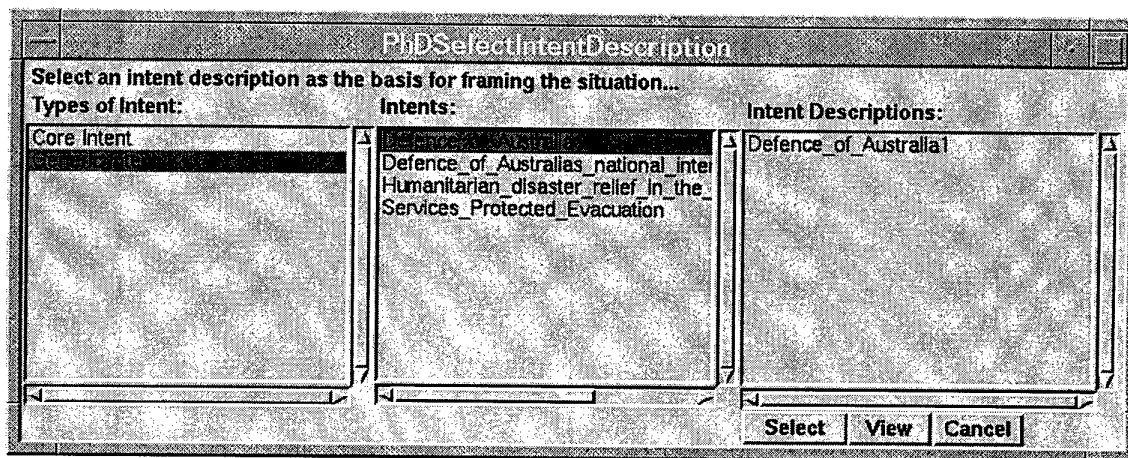 PhDSelectIntentDescription
Select an intent description as the basis for framing the situation...
Types of Intent:
Core Intent
Intents:
Defence_of_Australia
Defence_of_Australias_national_inter
Humanitarian_disaster_relief_in_the_
Services_Protected_Evacuation
Intent Descriptions:
Defence_of_Australia1
Select
View
Cancel